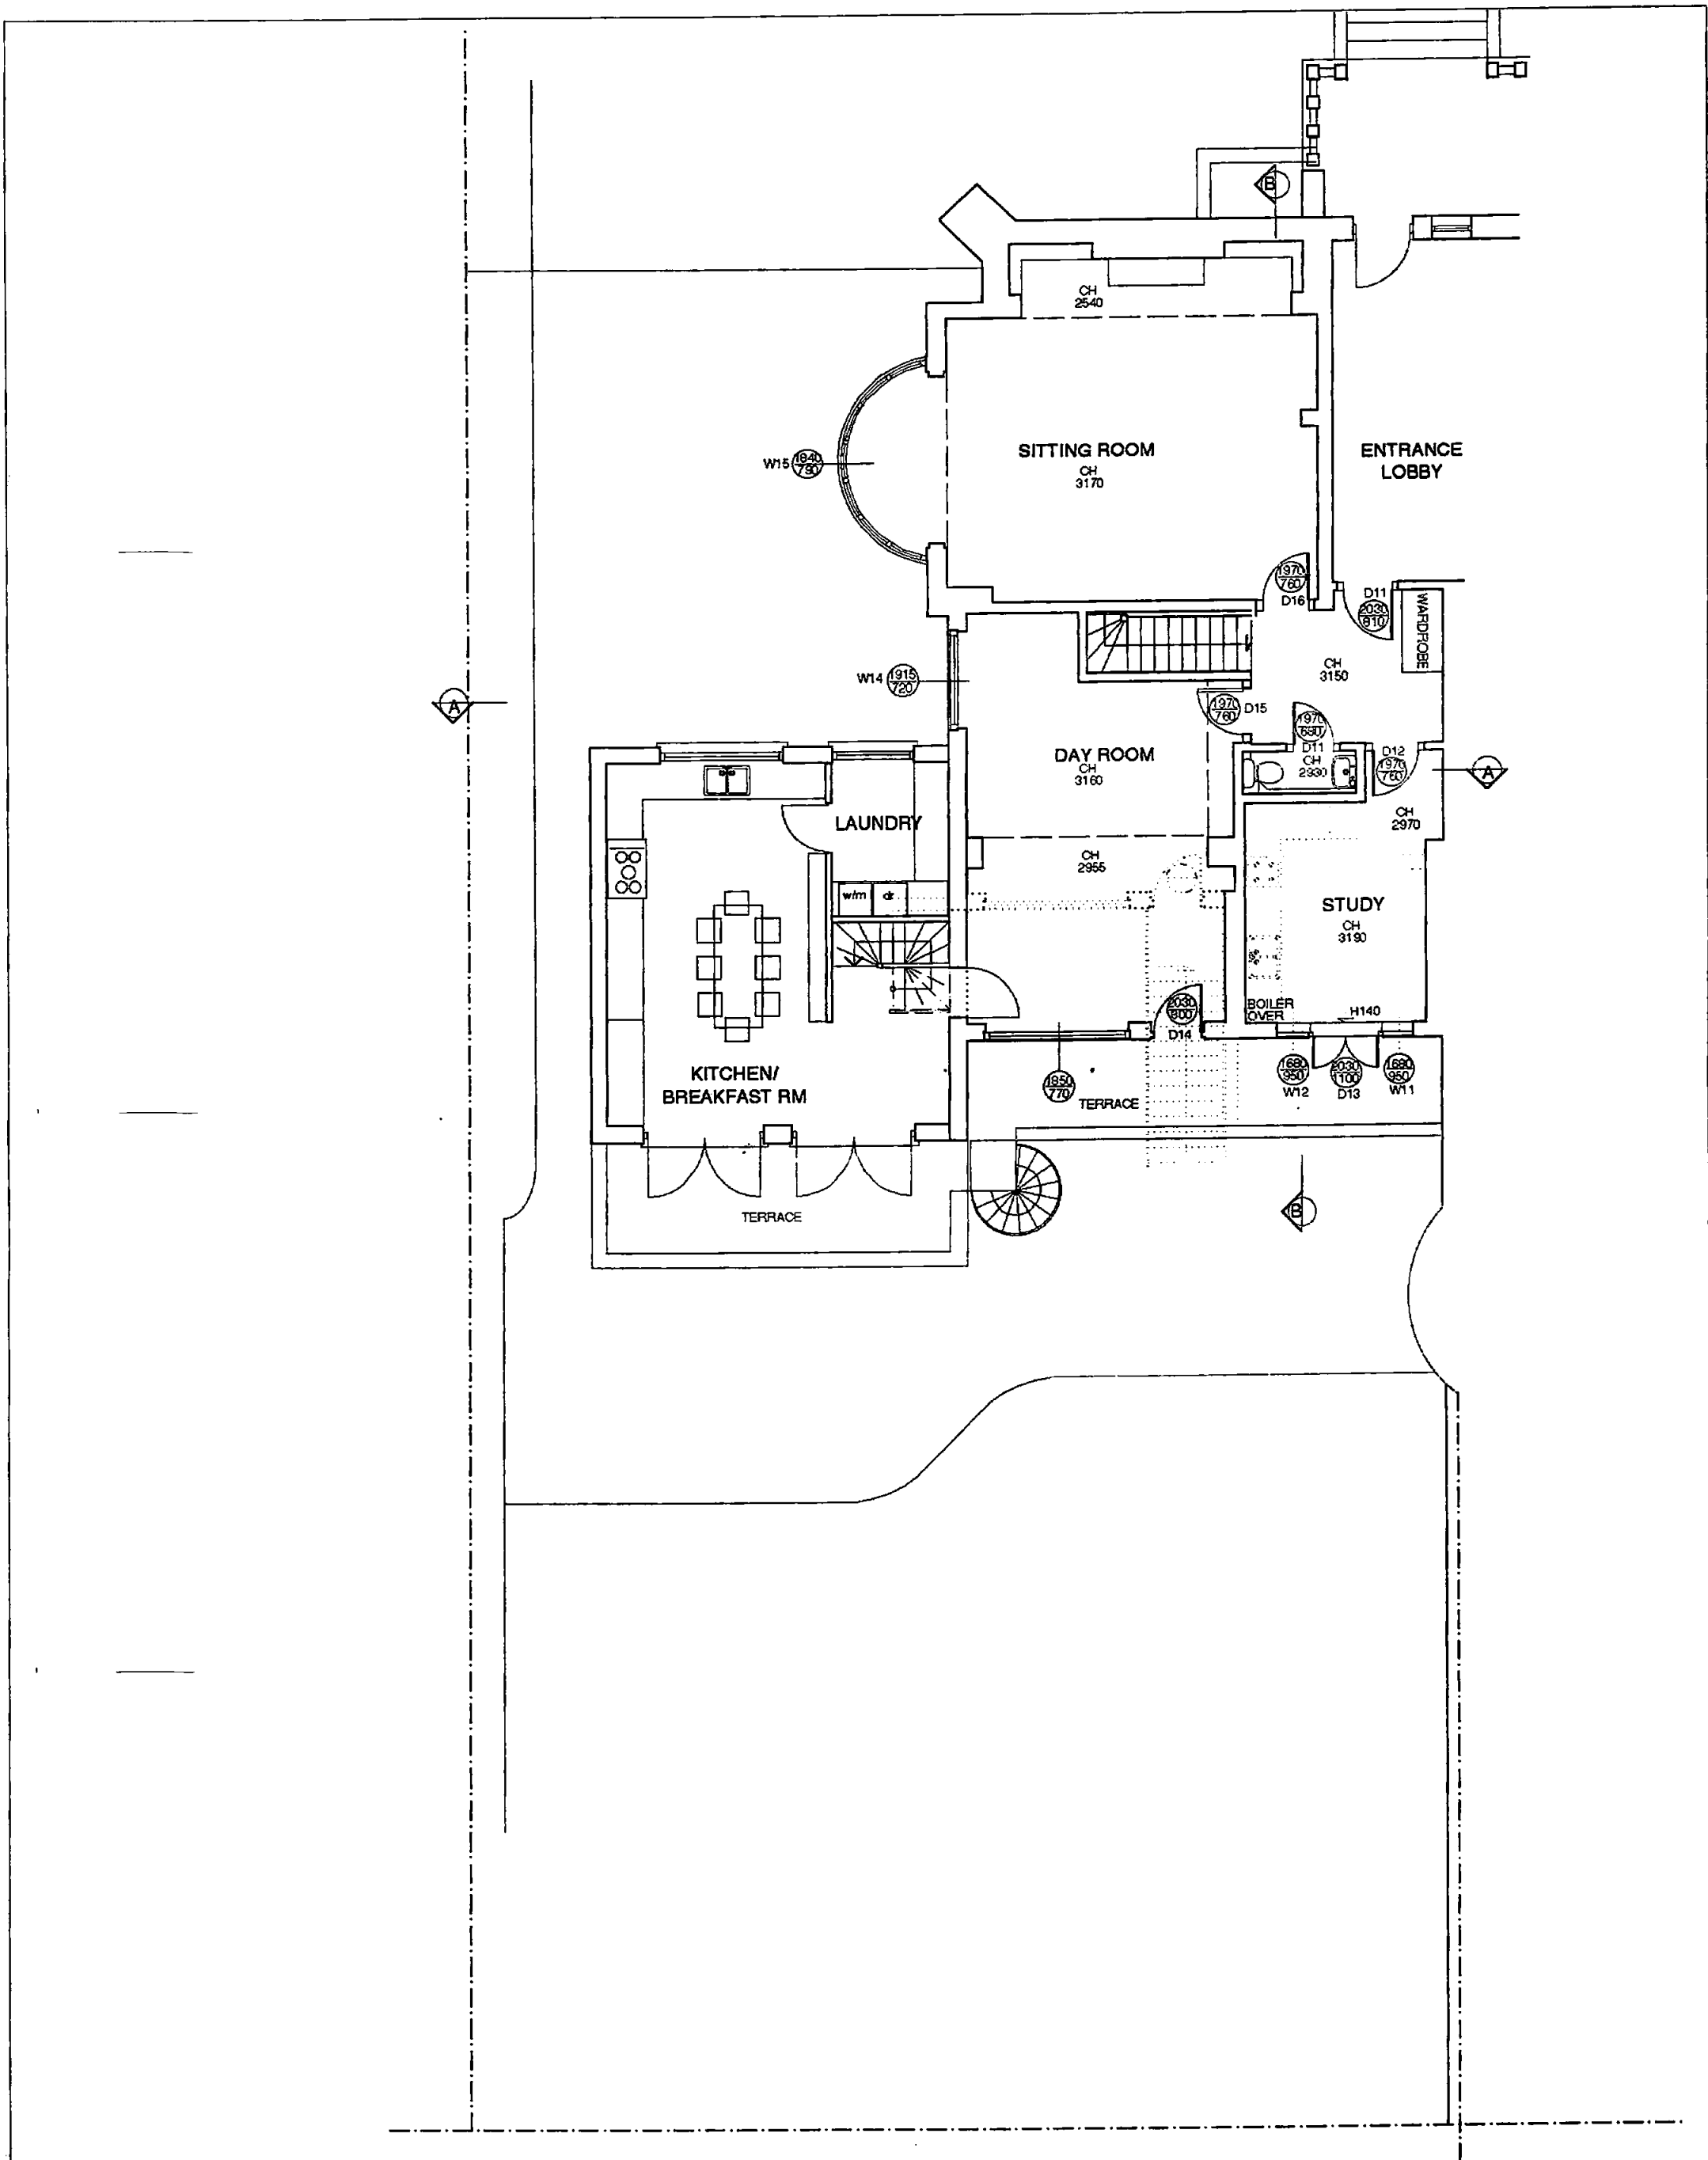 B
CH
2540
SITTING ROOM
CH
3170
ENTRANCE
LOBBY
W15
1840
790
1970
760
D16
D11
2030
810
WARDROBE
CH
3150
W14
1915
720
A
1970
760
D15
1970
690
D11
CH
2930
D12
1970
760
A
DAY ROOM
CH
3160
LAUNDRY
CH
2970
CH
2955
w/m
dr
STUDY
CH
3190
BOILER
OVER
H140
2030
800
D14
KITCHEN/
BREAKFAST RM
1850
770
TERRACE
1680
950
W12
2030
1100
D13
1680
950
W11
TERRACE
B